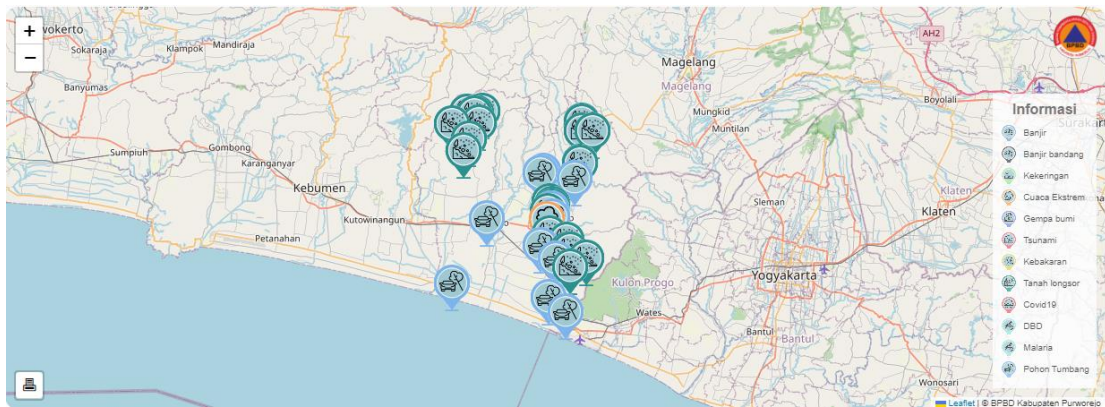 +
wokerto
Klampok
Mandiraja
Sokaraja
−
Banyumas
Magelang
Magelang
AH2
BPBD
Mungkid
Boyolali
Muntilan
Informasi
Surakarta
Banjir
Banjir bandang
Kekeringan
Cuaca Ekstrem
Gempa bumi
Tsunami
Kebakaran
Tanah longsor
Covid19
DBD
Malaria
Pohon Tumbang
Sumpiuh
Gombong
Karanganyar
Kebumen
Kutowinangun
Petanahan
Sleman
Klaten
Klaten
Yogyakarta
Kulon Progo
Wates
Bantul
Bantul
Wonosari
Leaflet | © BPBD Kabupaten Purworejo